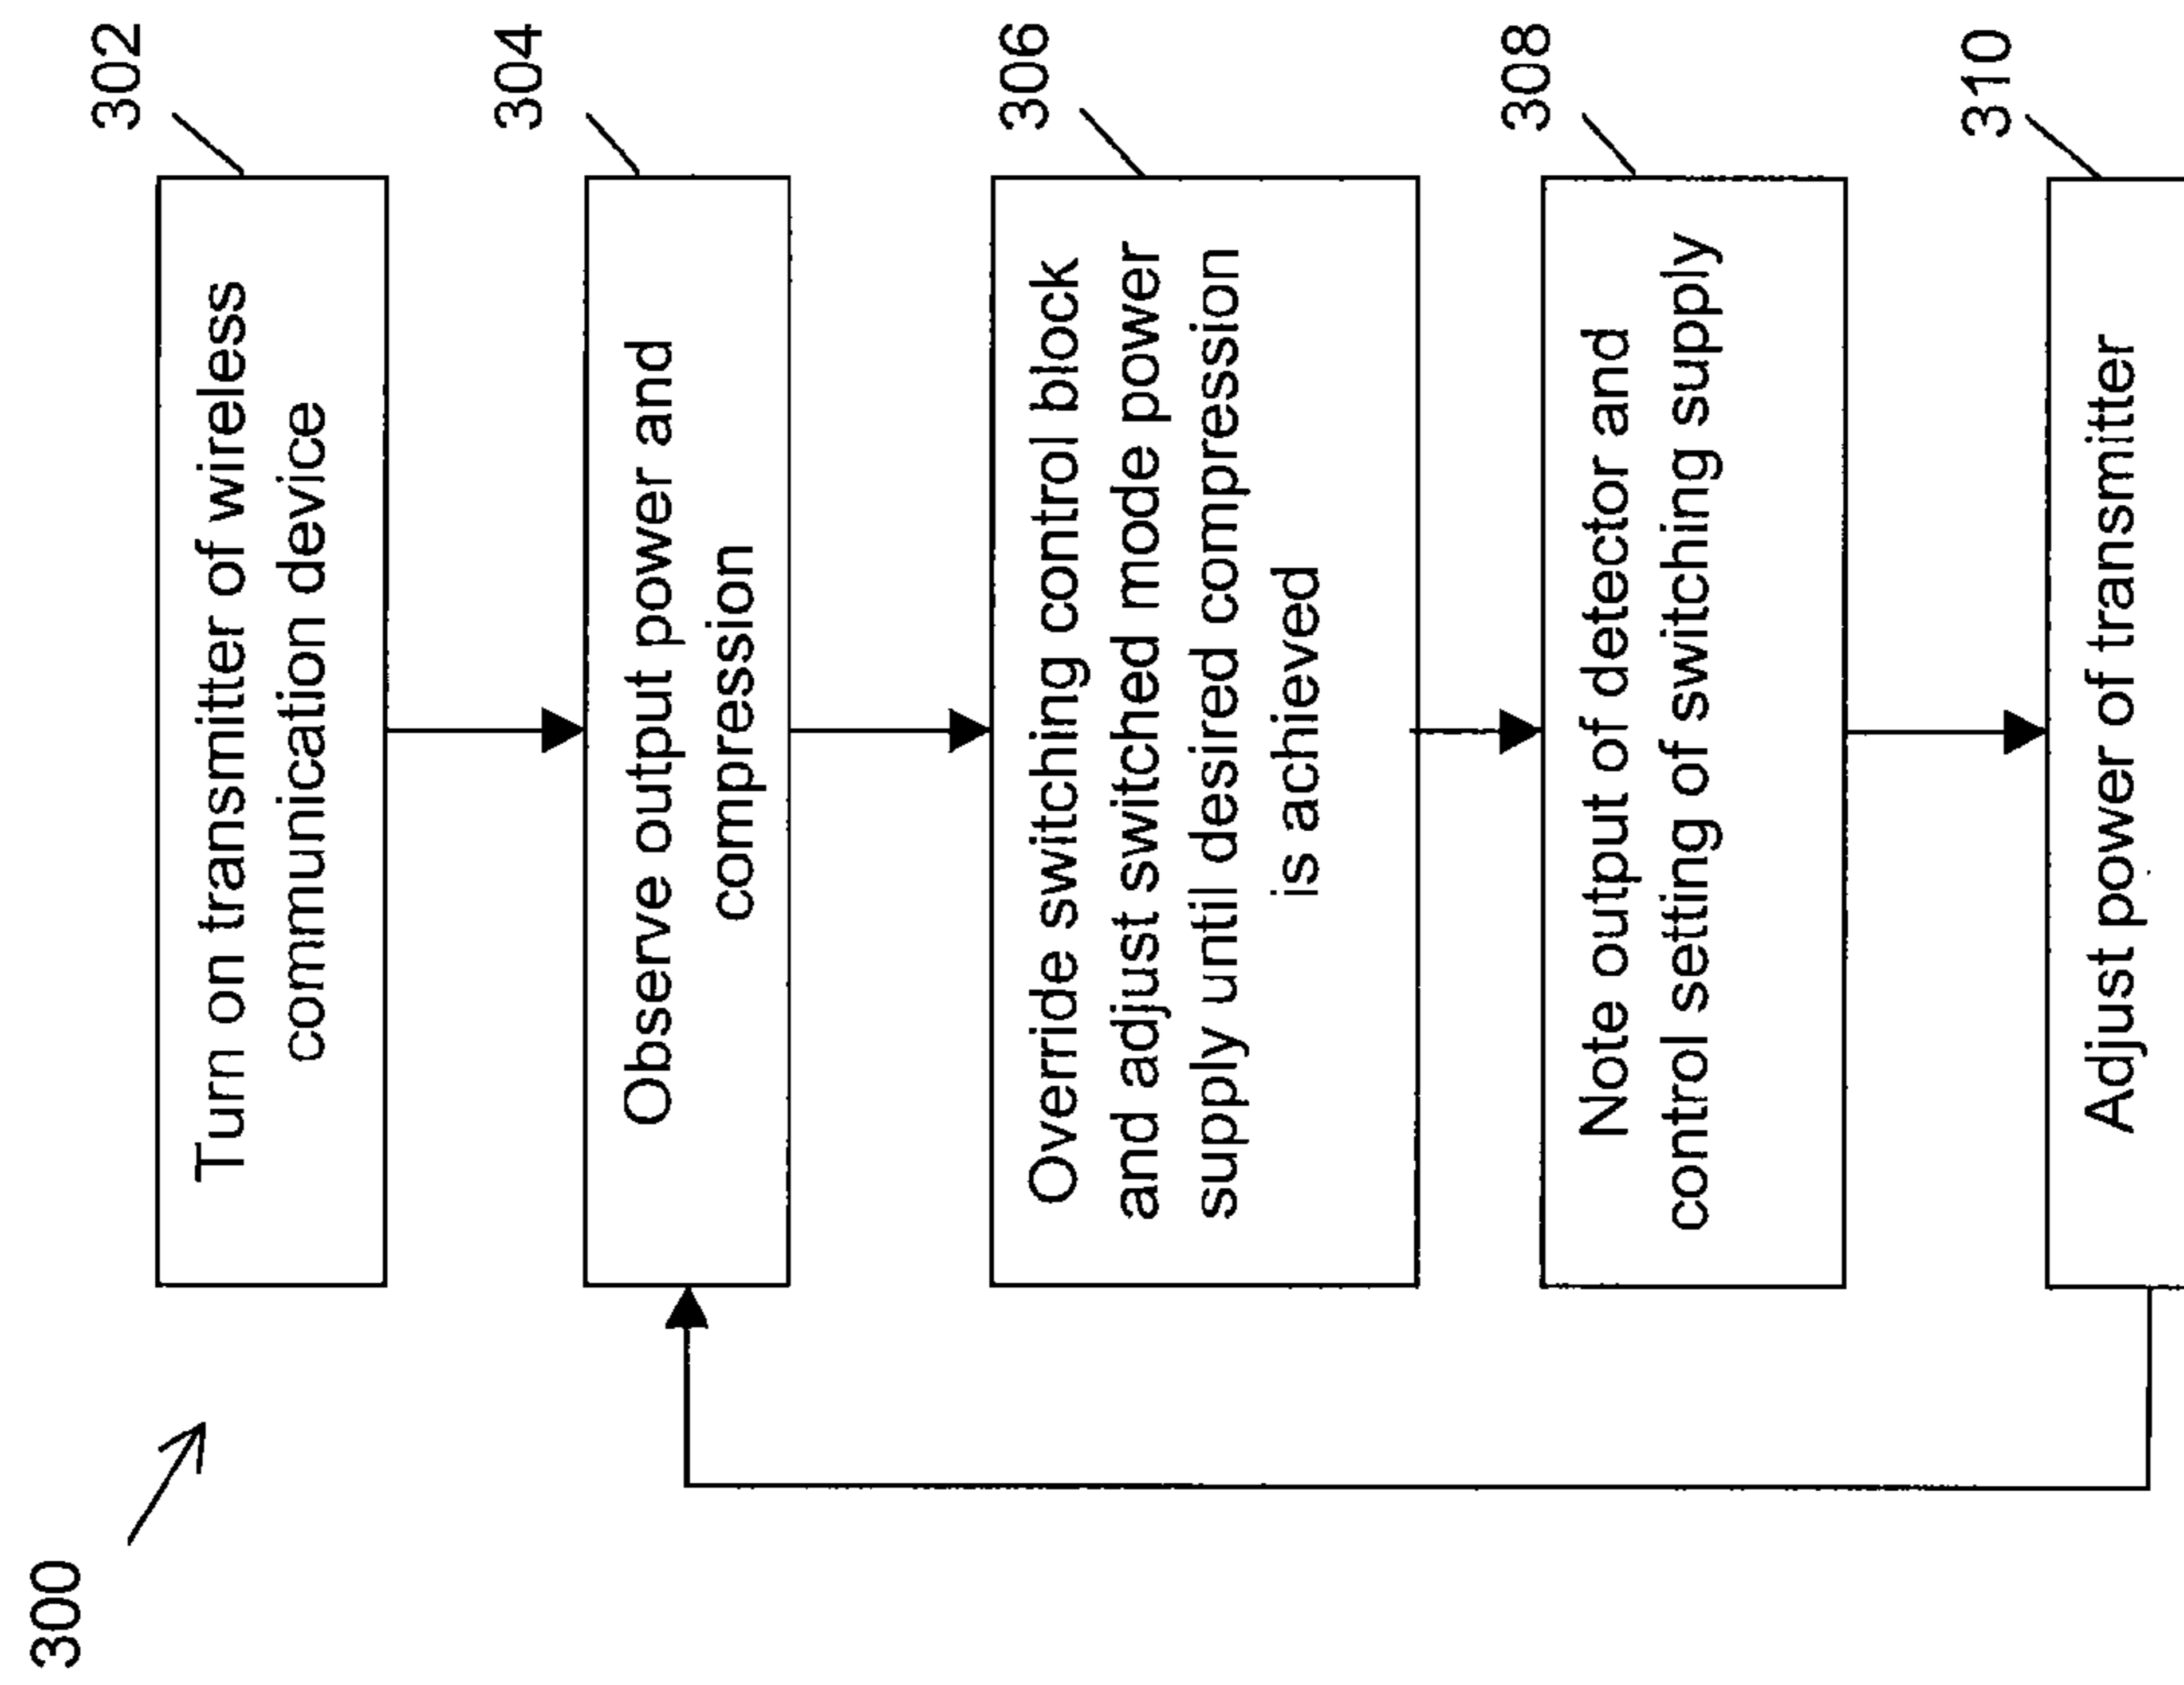 300
302
Turn on transmitter of wireless
communication device
304
Observe output power and
compression
306
Override switching control block
and adjust switched mode power
supply until desired compression
is achieved
308
Note output of detector and
control setting of switching supply
310
Adjust power of transmitter